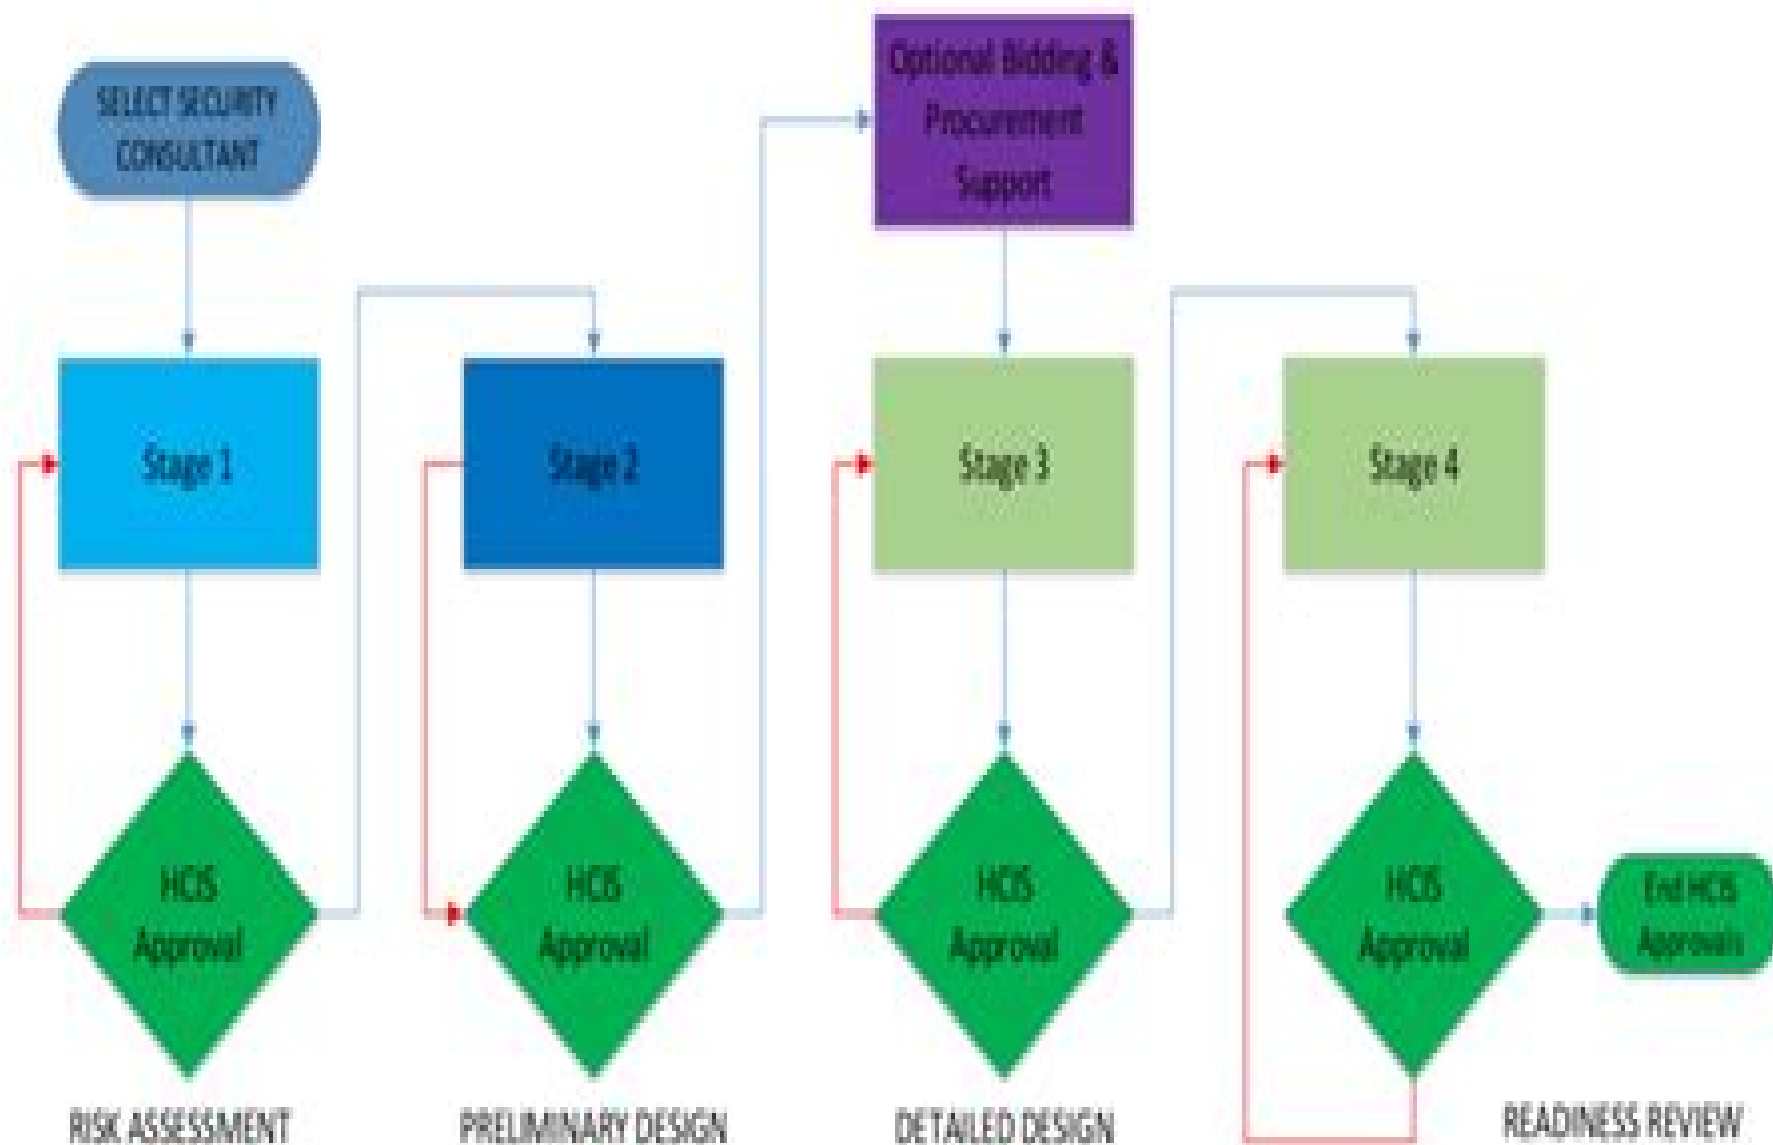 SELECT SECURITY
CONSULTANT
Optional Bidding &
Procurement
Support
Stage 1
Stage 2
Stage 3
Stage 4
HCIS
Approval
HCIS
Approval
HCIS
Approval
HCIS
Approval
End HCIS
Approvals
RISK ASSESSMENT
PRELIMINARY DESIGN
DETAILED DESIGN
READINESS REVIEW